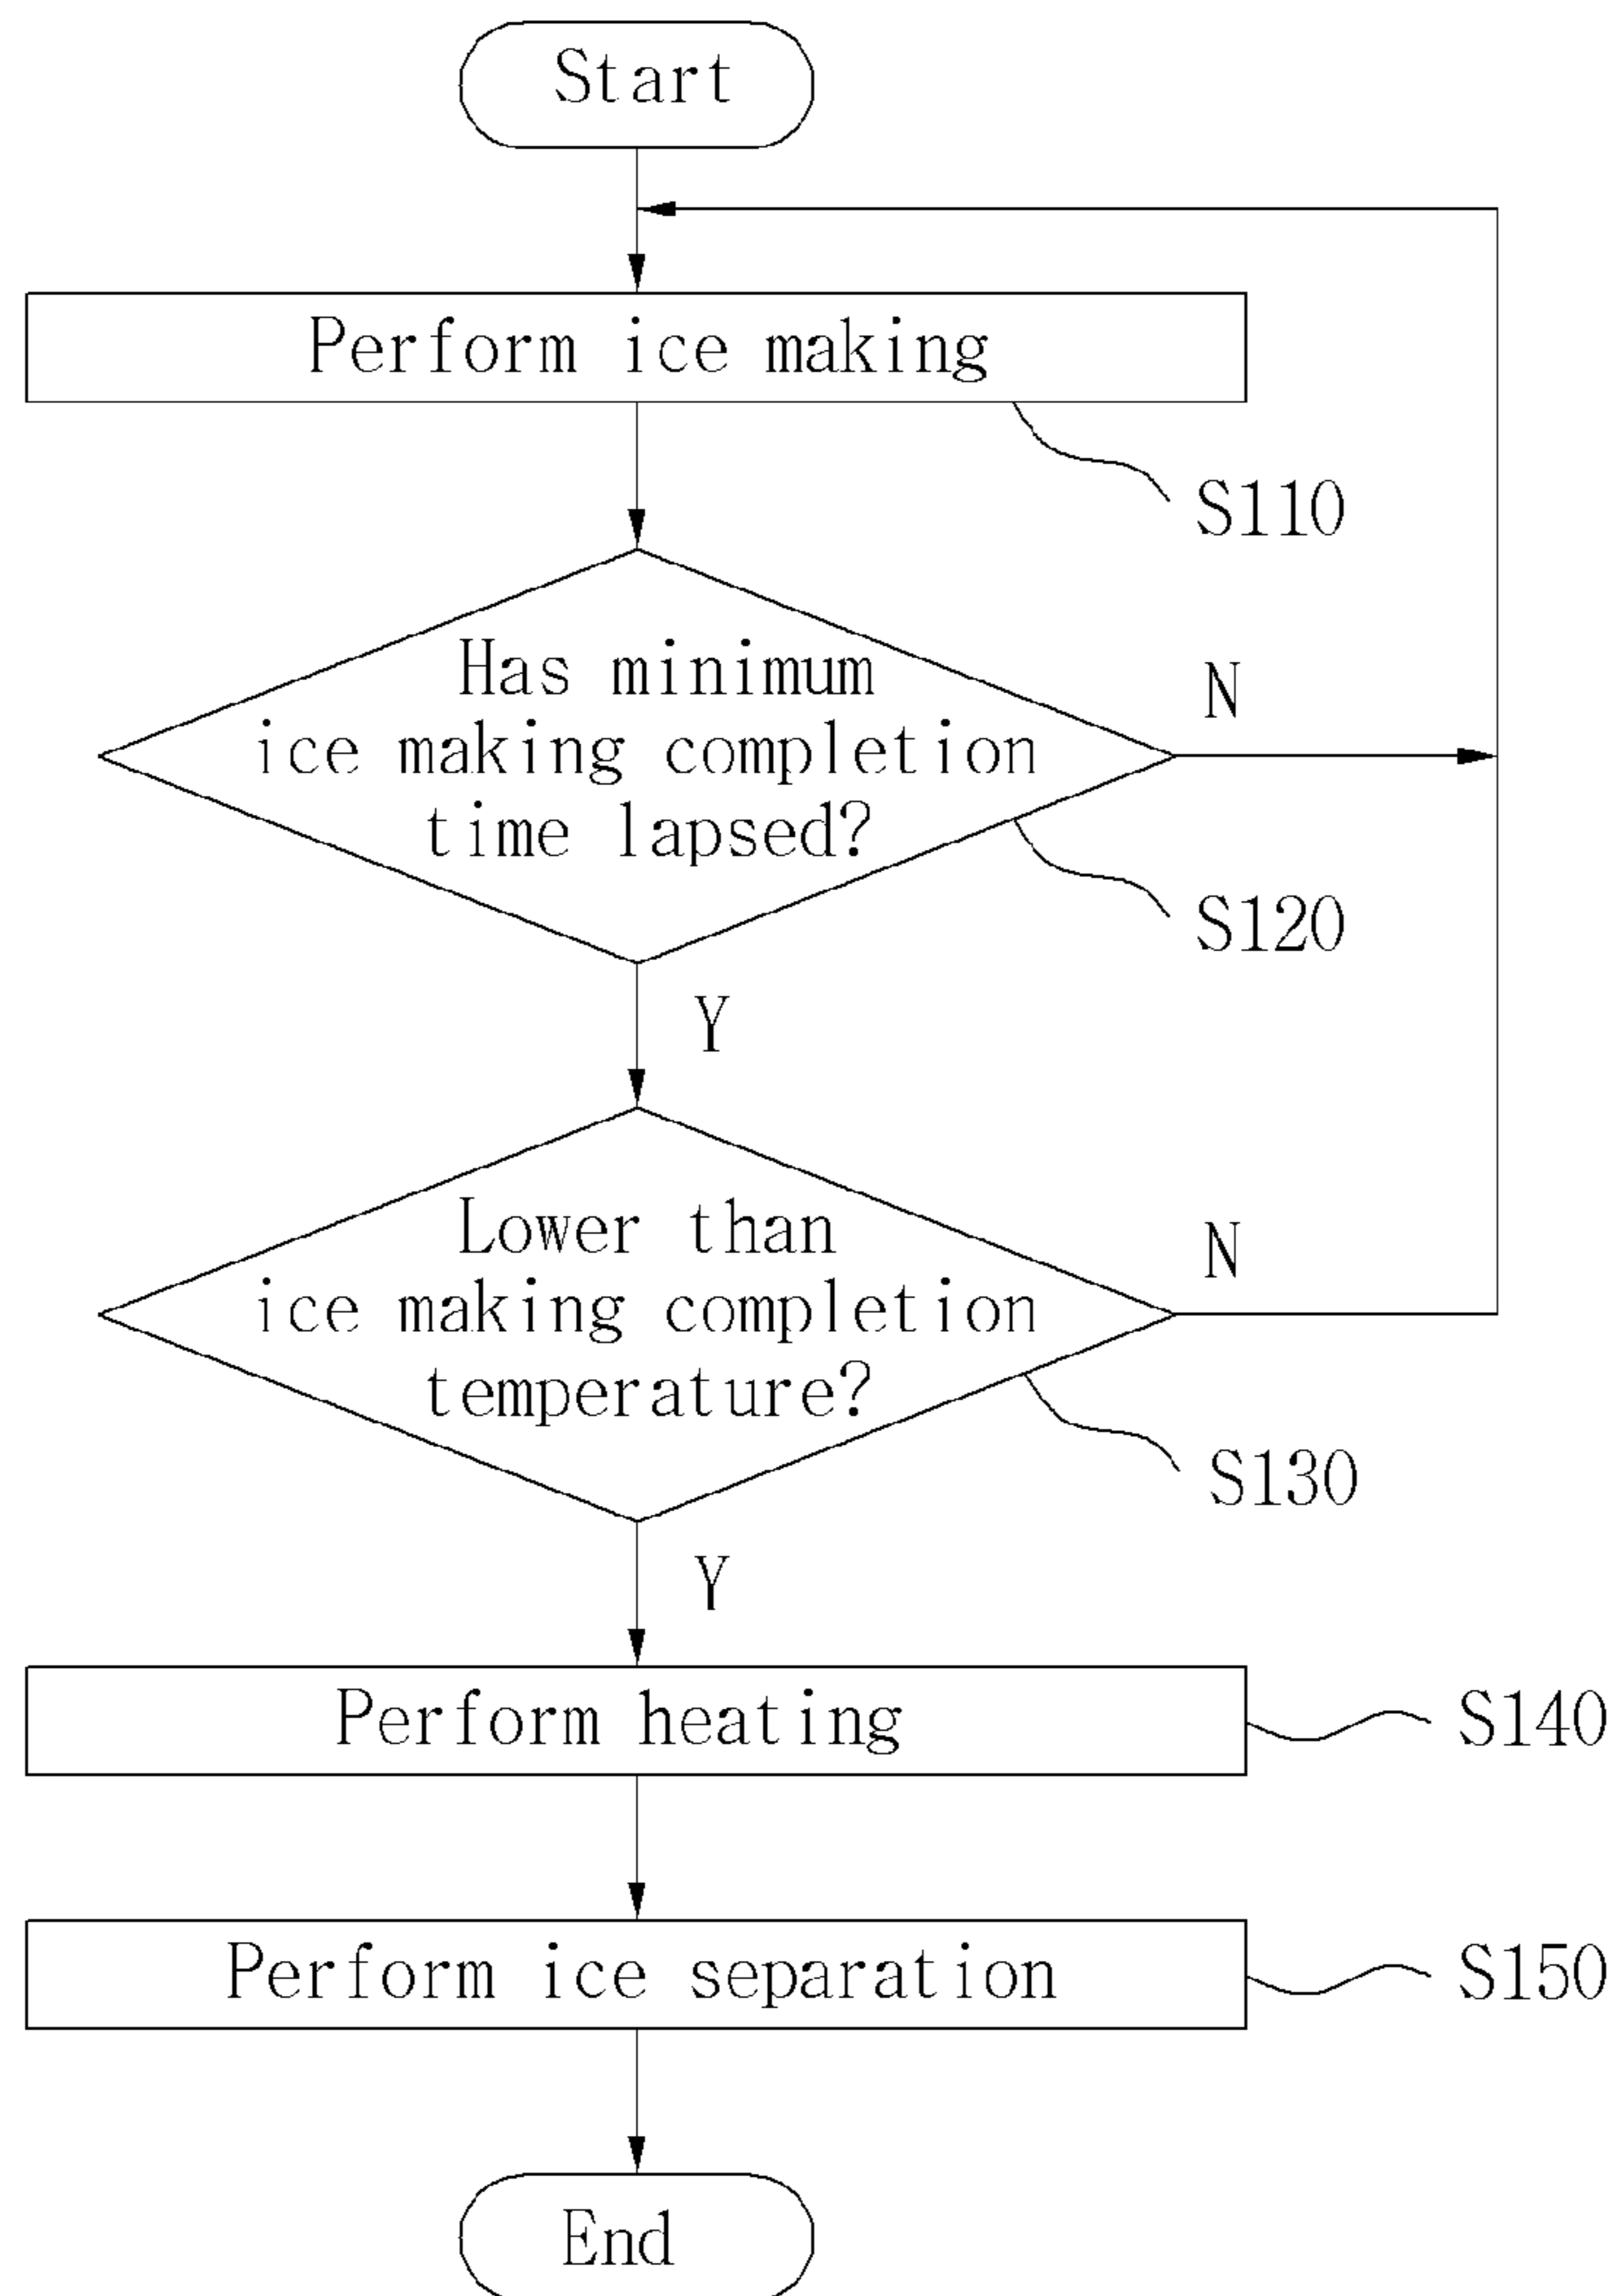 Start
Perform ice making
S110
Has minimum
ice making completion
time lapsed?
N
S120
Y
Lower than
ice making completion
temperature?
N
S130
Y
Perform heating
S140
Perform ice separation
S150
End